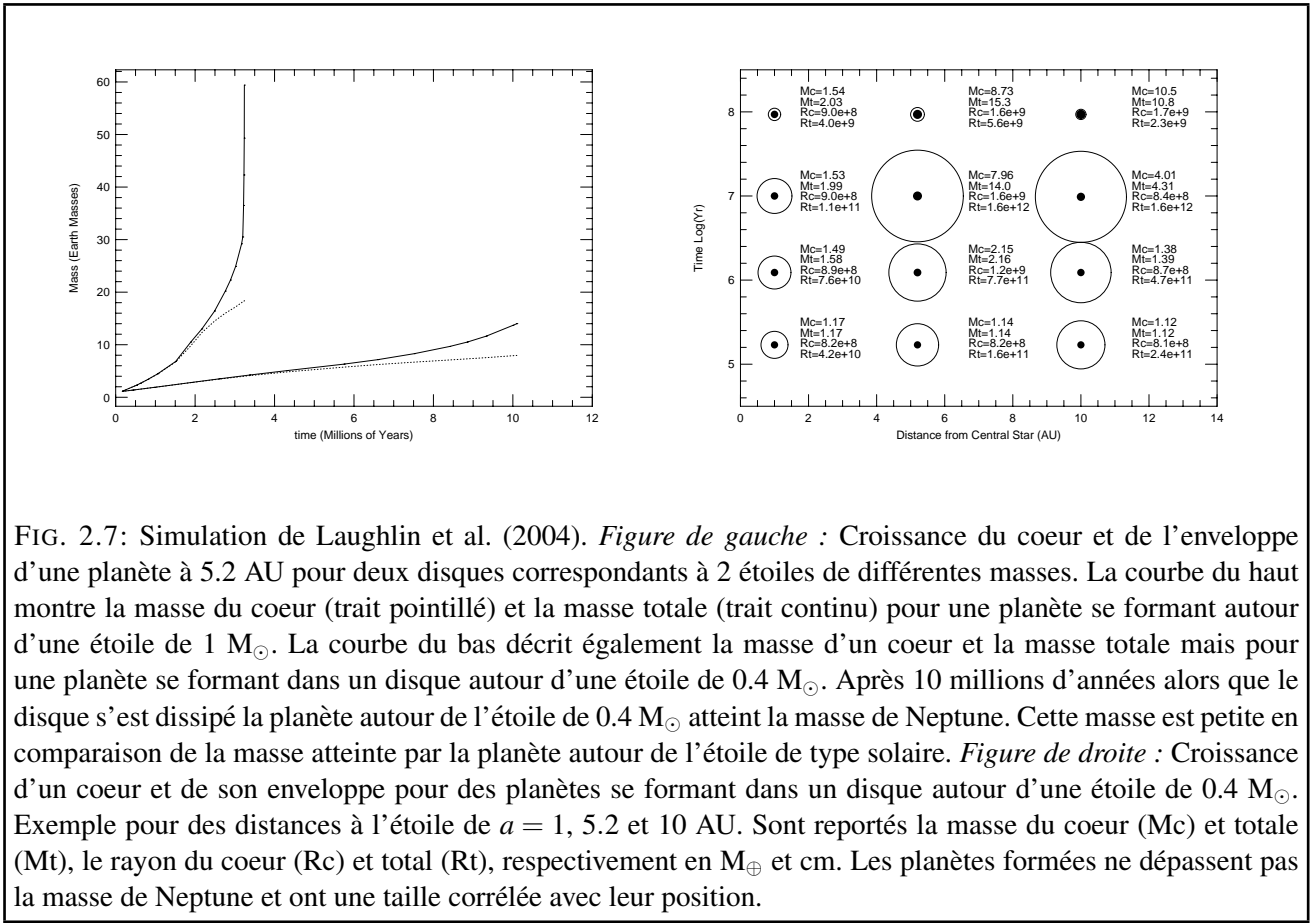 60
50
40
30
20
10
0
Mass (Earth Masses)
0 2 4 6 8 10 12
time (Millions of Years)
8
7
6
5
Time Log(Yr)
Mc=1.54
Mt=2.03
Rc=9.0e+8
Rt=4.0e+9
Mc=8.73
Mt=15.3
Rc=1.6e+9
Rt=5.6e+9
Mc=10.5
Mt=10.8
Rc=1.7e+9
Rt=2.3e+9
Mc=1.53
Mt=1.99
Rc=9.0e+8
Rt=1.1e+11
Mc=7.96
Mt=14.0
Rc=1.6e+9
Rt=1.6e+12
Mc=4.01
Mt=4.31
Rc=8.4e+8
Rt=1.6e+12
Mc=1.49
Mt=1.58
Rc=8.9e+8
Rt=7.6e+10
Mc=2.15
Mt=2.16
Rc=1.2e+9
Rt=7.7e+11
Mc=1.38
Mt=1.39
Rc=8.7e+8
Rt=4.7e+11
Mc=1.17
Mt=1.17
Rc=8.2e+8
Rt=4.2e+10
Mc=1.14
Mt=1.14
Rc=8.2e+8
Rt=1.6e+11
Mc=1.12
Mt=1.12
Rc=8.1e+8
Rt=2.4e+11
0 2 4 6 8 10 12 14
Distance from Central Star (AU)
FIG. 2.7: Simulation de Laughlin et al. (2004). Figure de gauche : Croissance du coeur et de l'enveloppe
d'une planète à 5.2 AU pour deux disques correspondants à 2 étoiles de différentes masses. La courbe du haut
montre la masse du coeur (trait pointillé) et la masse totale (trait continu) pour une planète se formant autour
d'une étoile de 1 M⊙. La courbe du bas décrit également la masse d'un coeur et la masse totale mais pour
une planète se formant dans un disque autour d'une étoile de 0.4 M⊙. Après 10 millions d'années alors que le
disque s'est dissipé la planète autour de l'étoile de 0.4 M⊙ atteint la masse de Neptune. Cette masse est petite en
comparaison de la masse atteinte par la planète autour de l'étoile de type solaire. Figure de droite : Croissance
d'un coeur et de son enveloppe pour des planètes se formant dans un disque autour d'une étoile de 0.4 M⊙.
Exemple pour des distances à l'étoile de a = 1, 5.2 et 10 AU. Sont reportés la masse du coeur (Mc) et totale
(Mt), le rayon du coeur (Rc) et total (Rt), respectivement en M⊕ et cm. Les planètes formées ne dépassent pas
la masse de Neptune et ont une taille corrélée avec leur position.